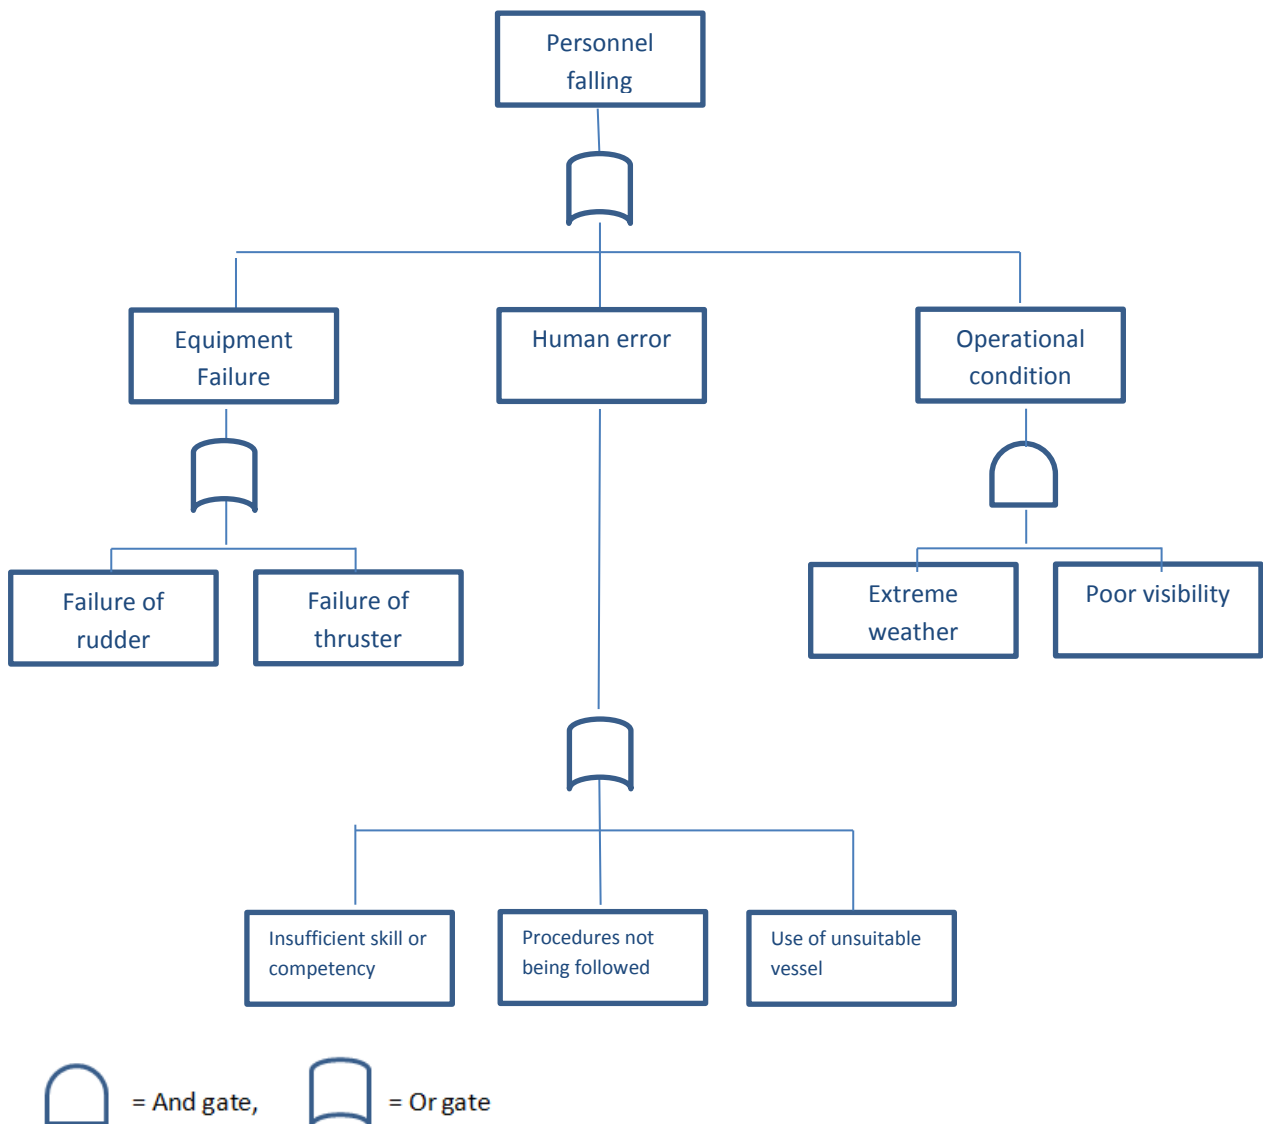 Personnel
falling
Equipment
Failure
Human error
Operational
condition
Failure of
rudder
Failure of
thruster
Extreme
weather
Poor visibility
Insufficient skill or
competency
Procedures not
being followed
Use of unsuitable
vessel
= And gate,
= Or gate